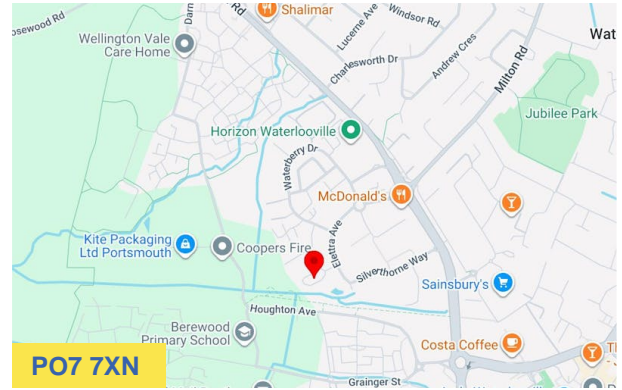 osewood Rd
Dam
Rd
Shalimar
Windsor Rd
Lucerne Ave
Wat
Wellington Vale
Care Home
Charlesworth Dr
Andrew Cres
Milton Rd
Jubilee Park
Horizon Waterlooville
Waterberry Dr
McDonald's
Elettra Ave
Kite Packaging
Ltd Portsmouth
Coopers Fire
Silverthorne Way
Sainsbury's
Houghton Ave
Berewood
Primary School
Costa Coffee
PO7 7XN
Grainger St